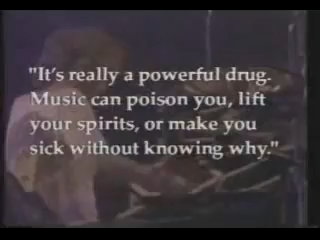 "It's really a powerful drug.
Music can poison you, lift
your spirits, or make you
sick without knowing why."